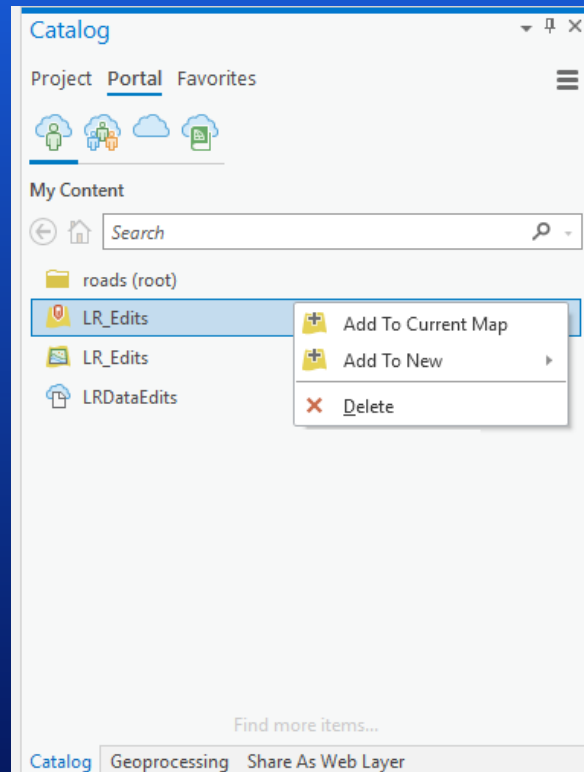 Catalog
Project Portal Favorites
My Content
Search
roads (root)
LR_Edits
Add To Current Map
LR_Edits
Add To New
LRDataEdits
Delete
Find more items...
Catalog Geoprocessing Share As Web Layer